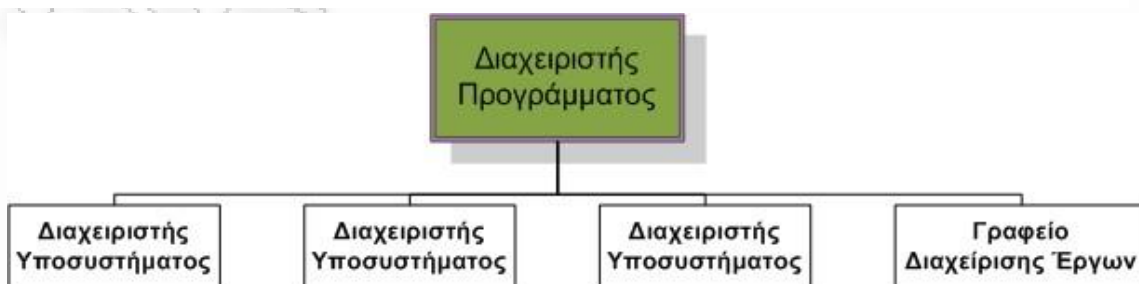 Διαχειριστής
Προγράμματος
Διαχειριστής
Υποσυστήματος
Διαχειριστής
Υποσυστήματος
Διαχειριστής
Υποσυστήματος
Γραφείο
Διαχείρισης Έργων